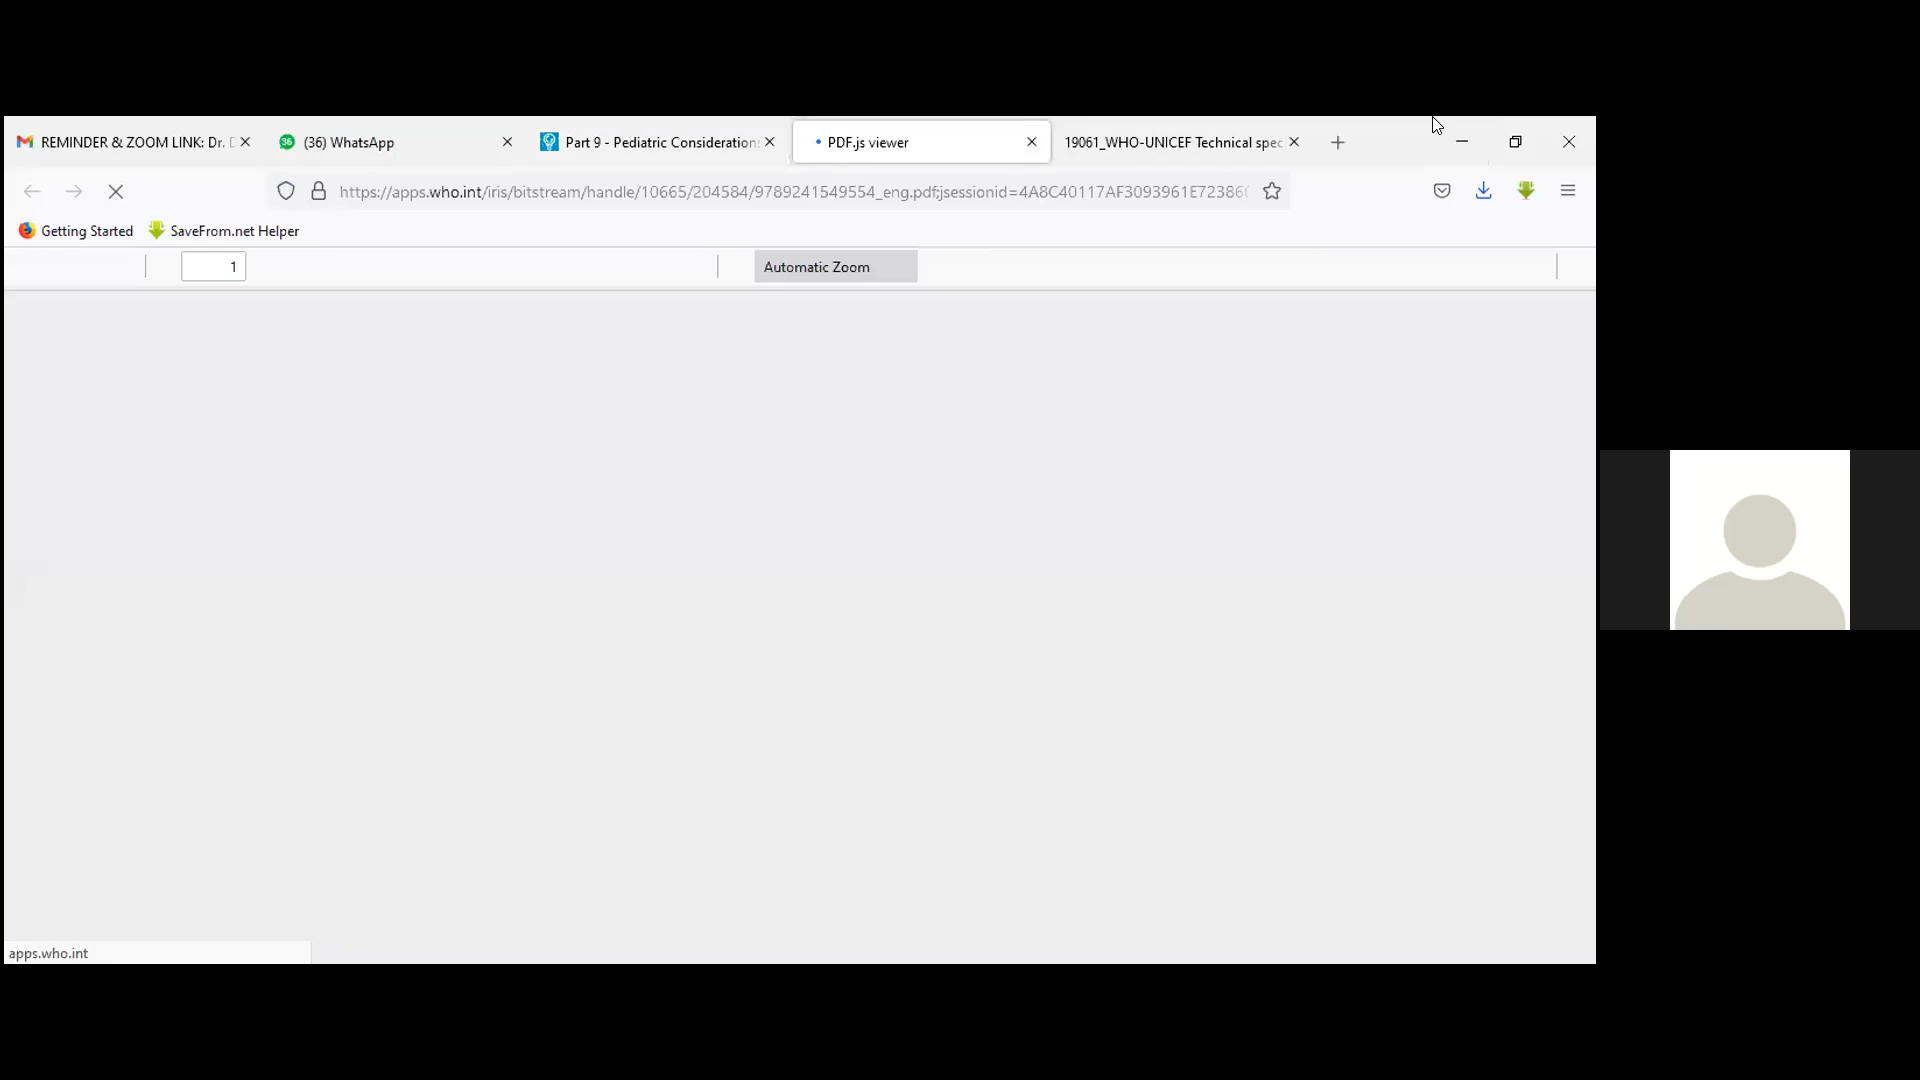 REMINDER & ZOOM LINK: Dr. D
36 (36) WhatsApp
Part 9 - Pediatric Considerations
PDF.js viewer
19061_WHO-UNICEF Technical spec
https://apps.who.int/iris/bitstream/handle/10665/204584/9789241549554_eng.pdf;jsessionid=4A8C40117AF3093961E72386
Getting Started
SaveFrom.net Helper
1
Automatic Zoom
apps.who.int